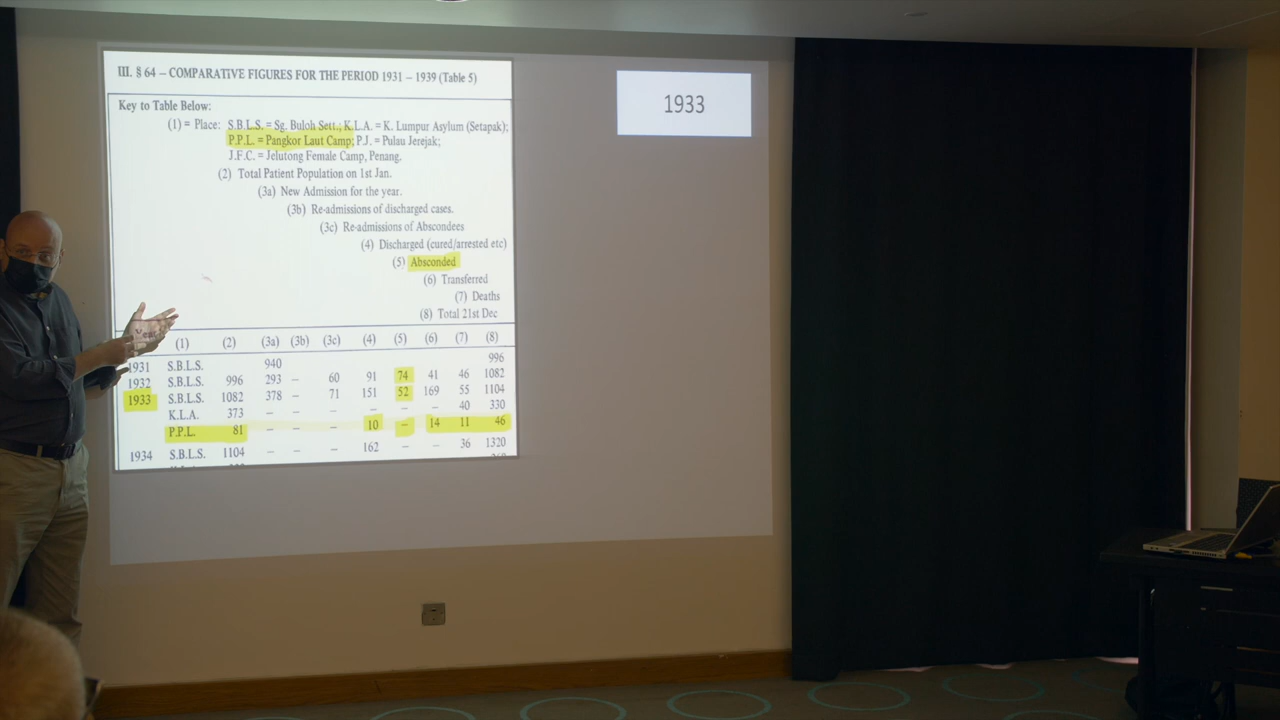 III. § 64 – COMPARATIVE FIGURES FOR THE PERIOD 1931 – 1939 (Table 5)
1933
Key to Table Below:
(1) = Place: S.B.L.S. = Sg. Buloh Sett.; K.L.A. = K. Lumpur Asylum (Setapak);
P.P.L. = Pangkor Laut Camp; P.J. = Pulau Jerejak;
J.F.C. = Jelutong Female Camp, Penang.
(2) Total Patient Population on 1st Jan.
(3a) New Admission for the year.
(3b) Re-admissions of discharged cases.
(3c) Re-admissions of Abscondees
(4) Discharged (cured/arrested etc)
(5) Absconded
(6) Transferred
(7) Deaths
(8) Total 21st Dec
Year (1) (2) (3a) (3b) (3c) (4) (5) (6) (7) (8)
1931 S.B.L.S. 940 996
1932 S.B.L.S. 996 293 – 60 91 74 41 46 1082
1933 S.B.L.S. 1082 378 – 71 151 52 169 55 1104
K.L.A. 373 – – – – – – 40 330
P.P.L. 81 – – – 10 – 14 11 46
1934 S.B.L.S. 1104 – – – 162 – – 36 1320